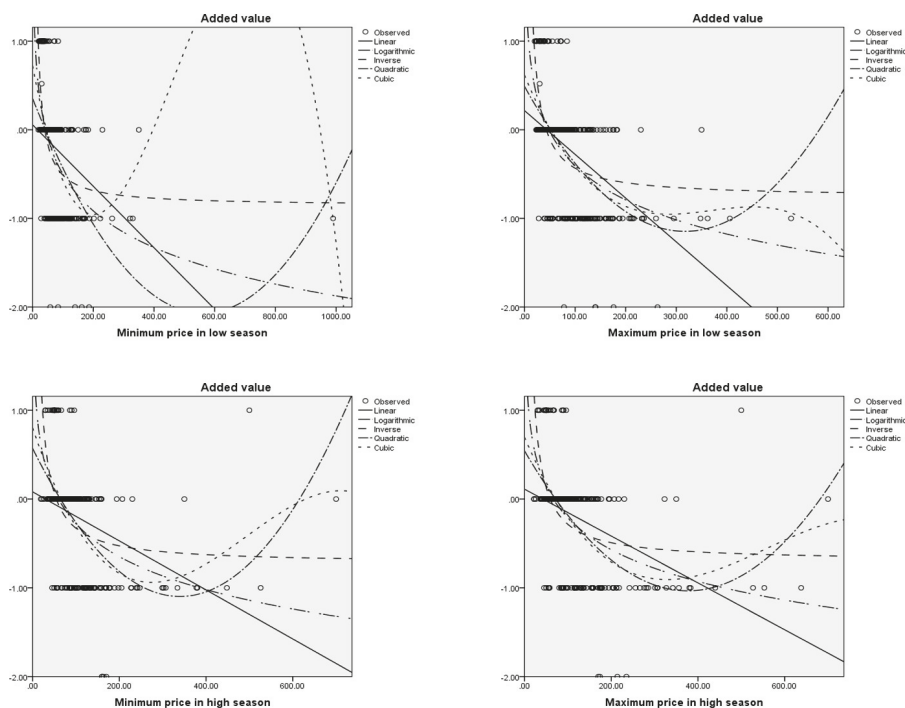 Added value
1.00
.00
-1.00
-2.00
.00 200.00 400.00 600.00 800.00 1000.00
Minimum price in low season
Observed
Linear
Logarithmic
Inverse
Quadratic
Cubic
Added value
1.00
.00
-1.00
-2.00
.00 100.00 200.00 300.00 400.00 500.00 600.00
Maximum price in low season
Observed
Linear
Logarithmic
Inverse
Quadratic
Cubic
Added value
1.00
.00
-1.00
-2.00
.00 200.00 400.00 600.00
Minimum price in high season
Observed
Linear
Logarithmic
Inverse
Quadratic
Cubic
Added value
1.00
.00
-1.00
-2.00
.00 200.00 400.00 600.00
Maximum price in high season
Observed
Linear
Logarithmic
Inverse
Quadratic
Cubic